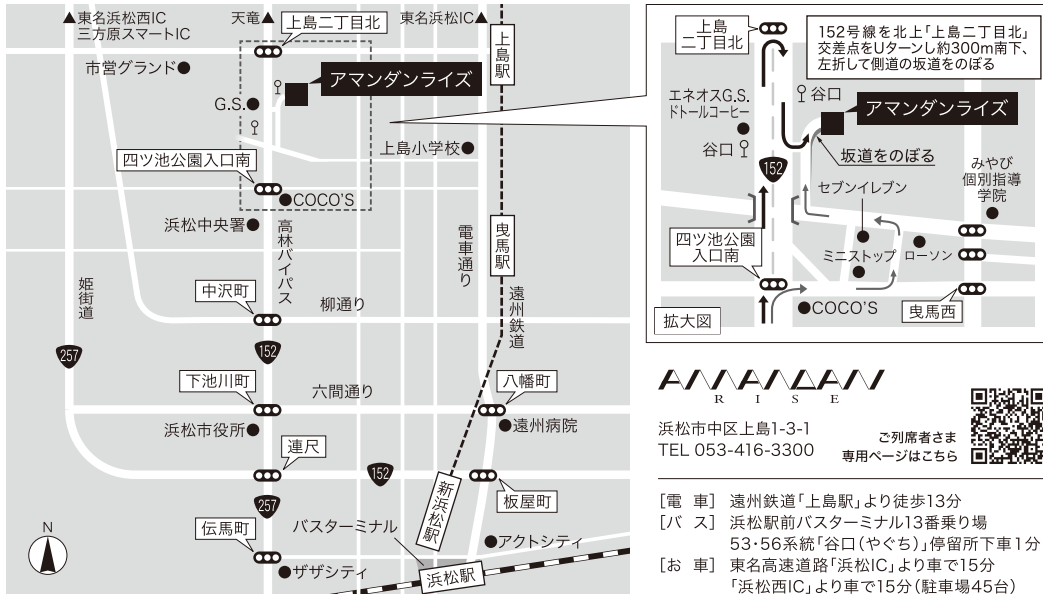 ▲東名浜松西IC
三方原スマートIC
天竜▲
上島二丁目北
東名浜松IC▲
上島駅
市営グランド●
G.S.●
アマンダンライズ
四ツ池公園入口南
上島小学校●
●COCO'S
浜松中央署●
高林バイパス
電車通り
曳馬駅
姫街道
中沢町
柳通り
遠州鉄道
257
152
下池川町
六間通り
八幡町
浜松市役所●
●遠州病院
連尺
152
257
新浜松駅
板屋町
伝馬町
バスターミナル
●アクトシティ
●ザザシティ
浜松駅
N
上島
二丁目北
152号線を北上「上島二丁目北」
交差点をUターンし約300m南下、
左折して側道の坂道をのぼる
エネオスG.S.
ドトールコーヒー
谷口
アマンダンライズ
谷口
坂道をのぼる
152
みやび
個別指導
学院
セブンイレブン
四ツ池公園
入口南
ミニストップ
ローソン
●COCO'S
曳馬西
拡大図
AMANDAN
RISE
浜松市中区上島1-3-1
TEL 053-416-3300
ご列席者さま
専用ページはこちら
[電 車] 遠州鉄道「上島駅」より徒歩13分
[バ ス] 浜松駅前バスターミナル13番乗り場
53・56系統「谷口(やぐち)」停留所下車1分
[お 車] 東名高速道路「浜松IC」より車で15分
「浜松西IC」より車で15分(駐車場45台)